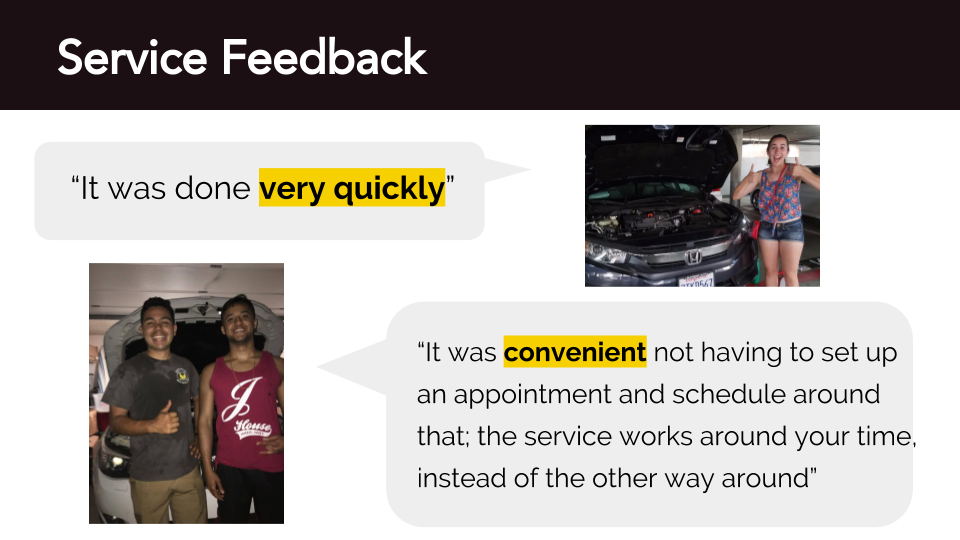 Service Feedback
“It was done very quickly”
“It was convenient not having to set up
an appointment and schedule around
that; the service works around your time,
instead of the other way around”
J
House